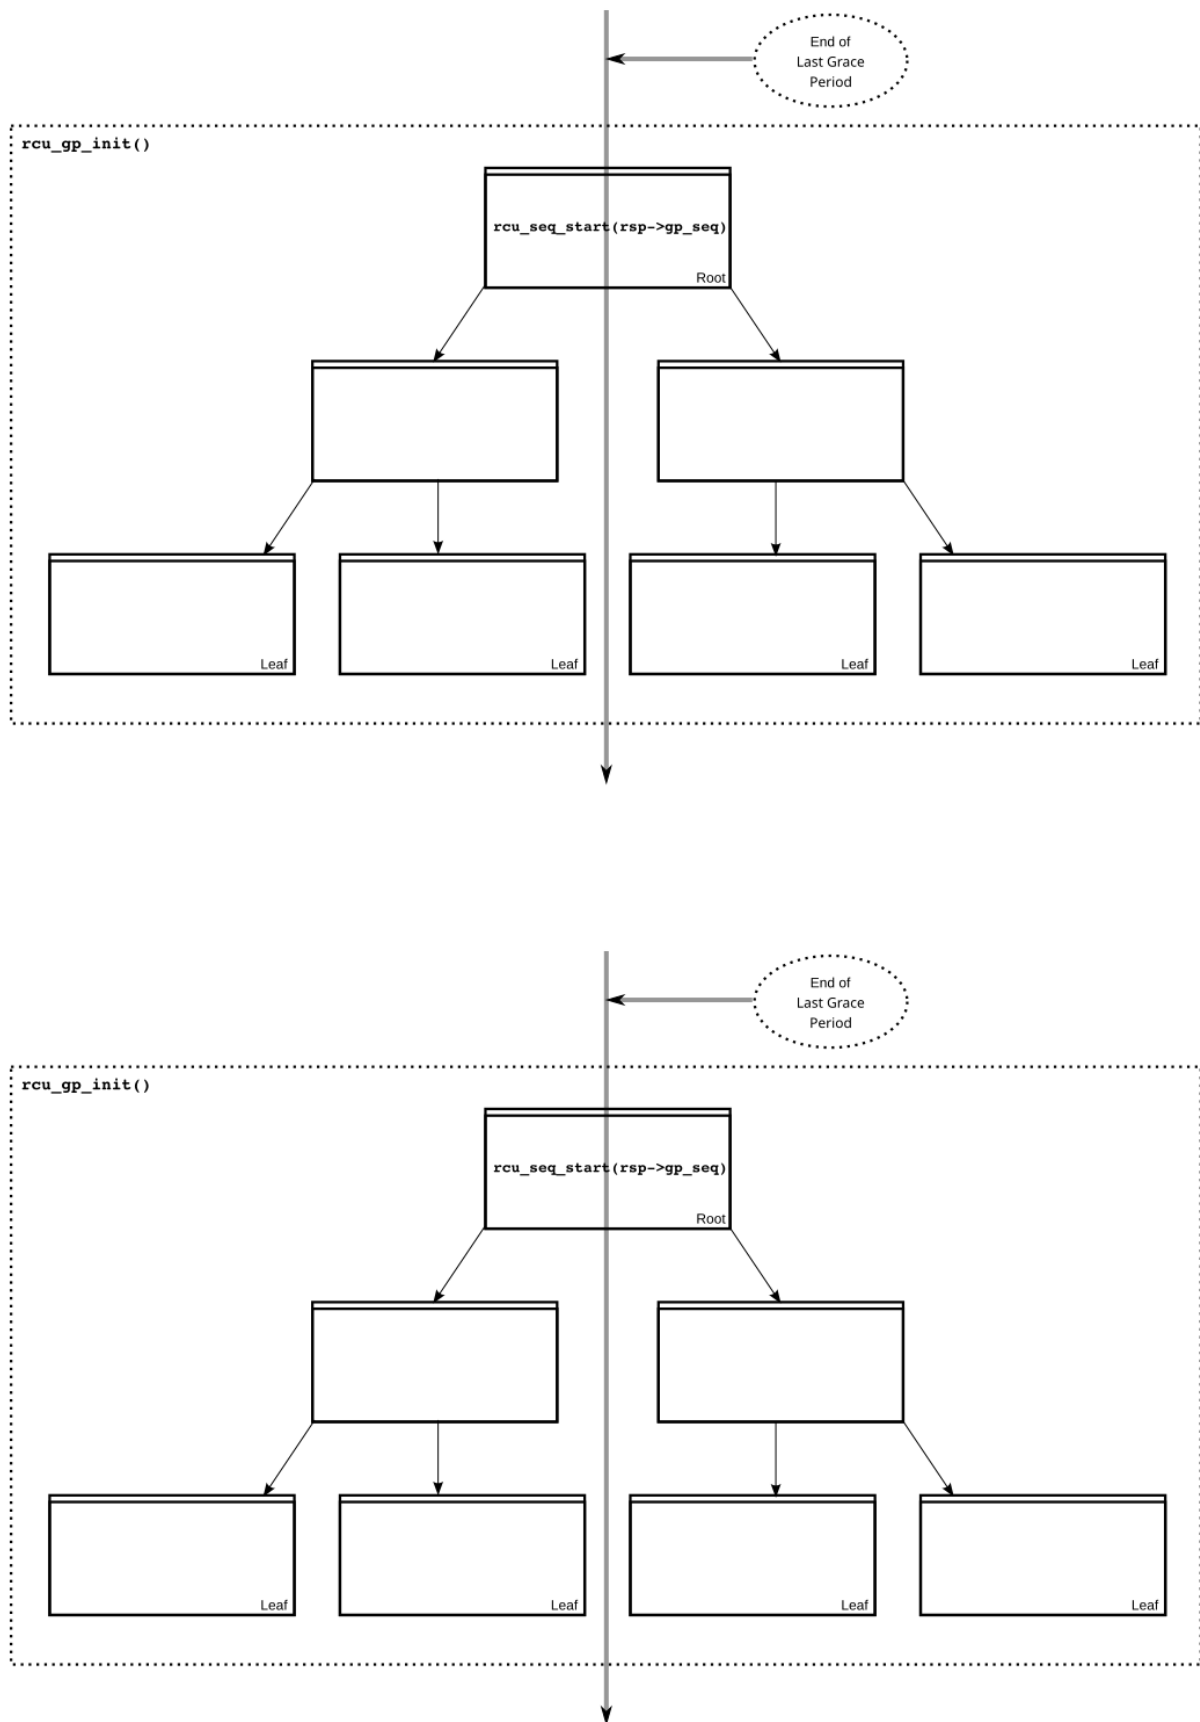 End of
Last Grace
Period
rcu_gp_init()
rcu_seq_start(rsp->gp_seq)
Root
Leaf
Leaf
Leaf
Leaf
End of
Last Grace
Period
rcu_gp_init()
rcu_seq_start(rsp->gp_seq)
Root
Leaf
Leaf
Leaf
Leaf